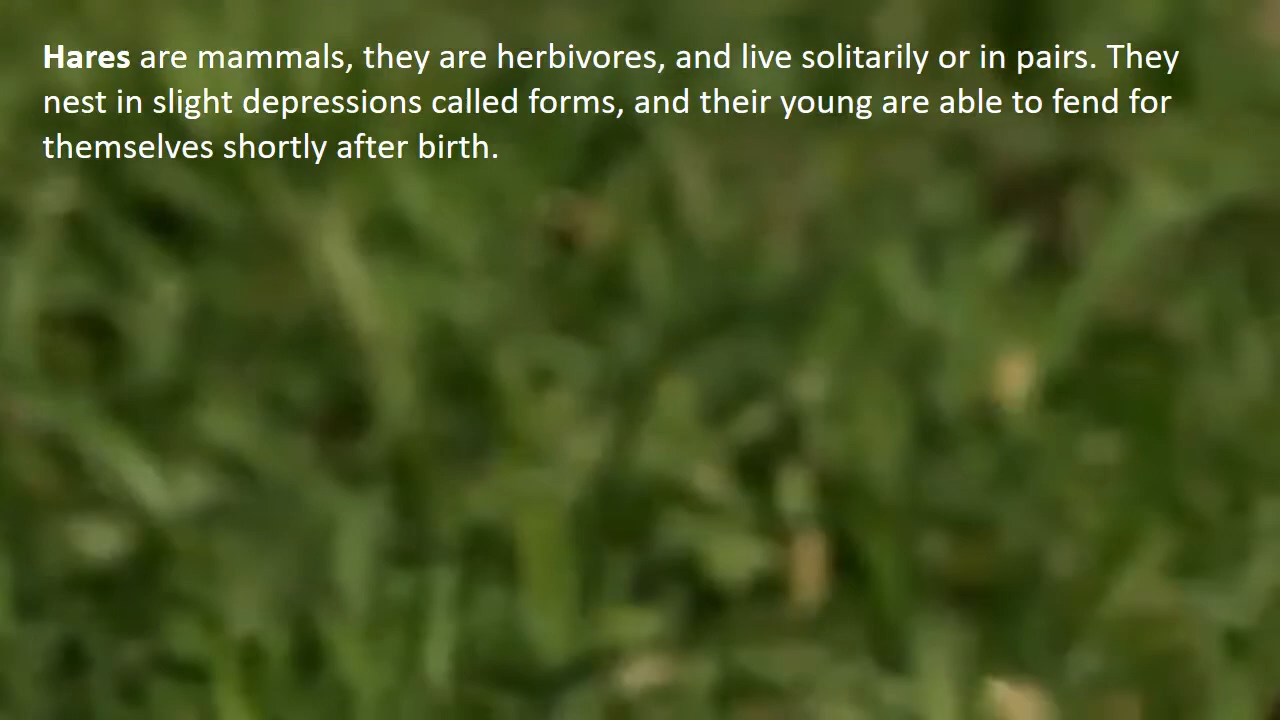 Hares are mammals, they are herbivores, and live solitarily or in pairs. They
nest in slight depressions called forms, and their young are able to fend for
themselves shortly after birth.